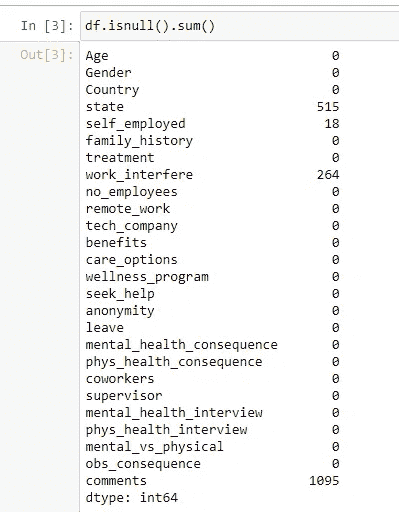 In [3]: df.isnull().sum()
Out[3]: Age 0
Gender 0
Country 0
state 515
self_employed 18
family_history 0
treatment 0
work_interfere 264
no_employees 0
remote_work 0
tech_company 0
benefits 0
care_options 0
wellness_program 0
seek_help 0
anonymity 0
leave 0
mental_health_consequence 0
phys_health_consequence 0
coworkers 0
supervisor 0
mental_health_interview 0
phys_health_interview 0
mental_vs_physical 0
obs_consequence 0
comments 1095
dtype: int64